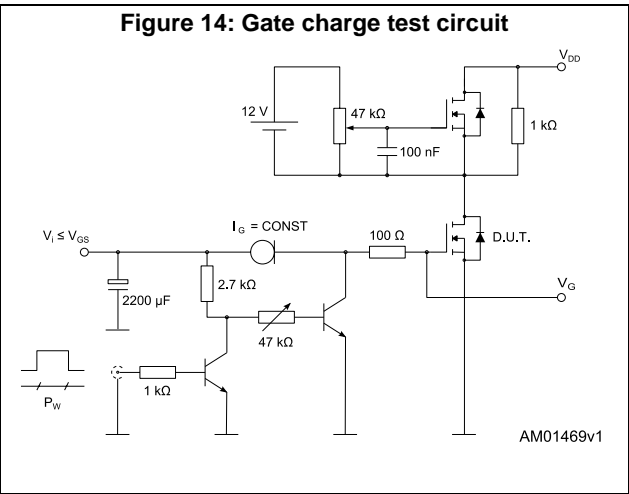 Figure 14: Gate charge test circuit
V_DD
12 V
47 kΩ
1 kΩ
100 nF
V_i ≤ V_GS
I_G = CONST
100 Ω
D.U.T.
2.7 kΩ
2200 μF
47 kΩ
V_G
1 kΩ
P_W
AM01469v1